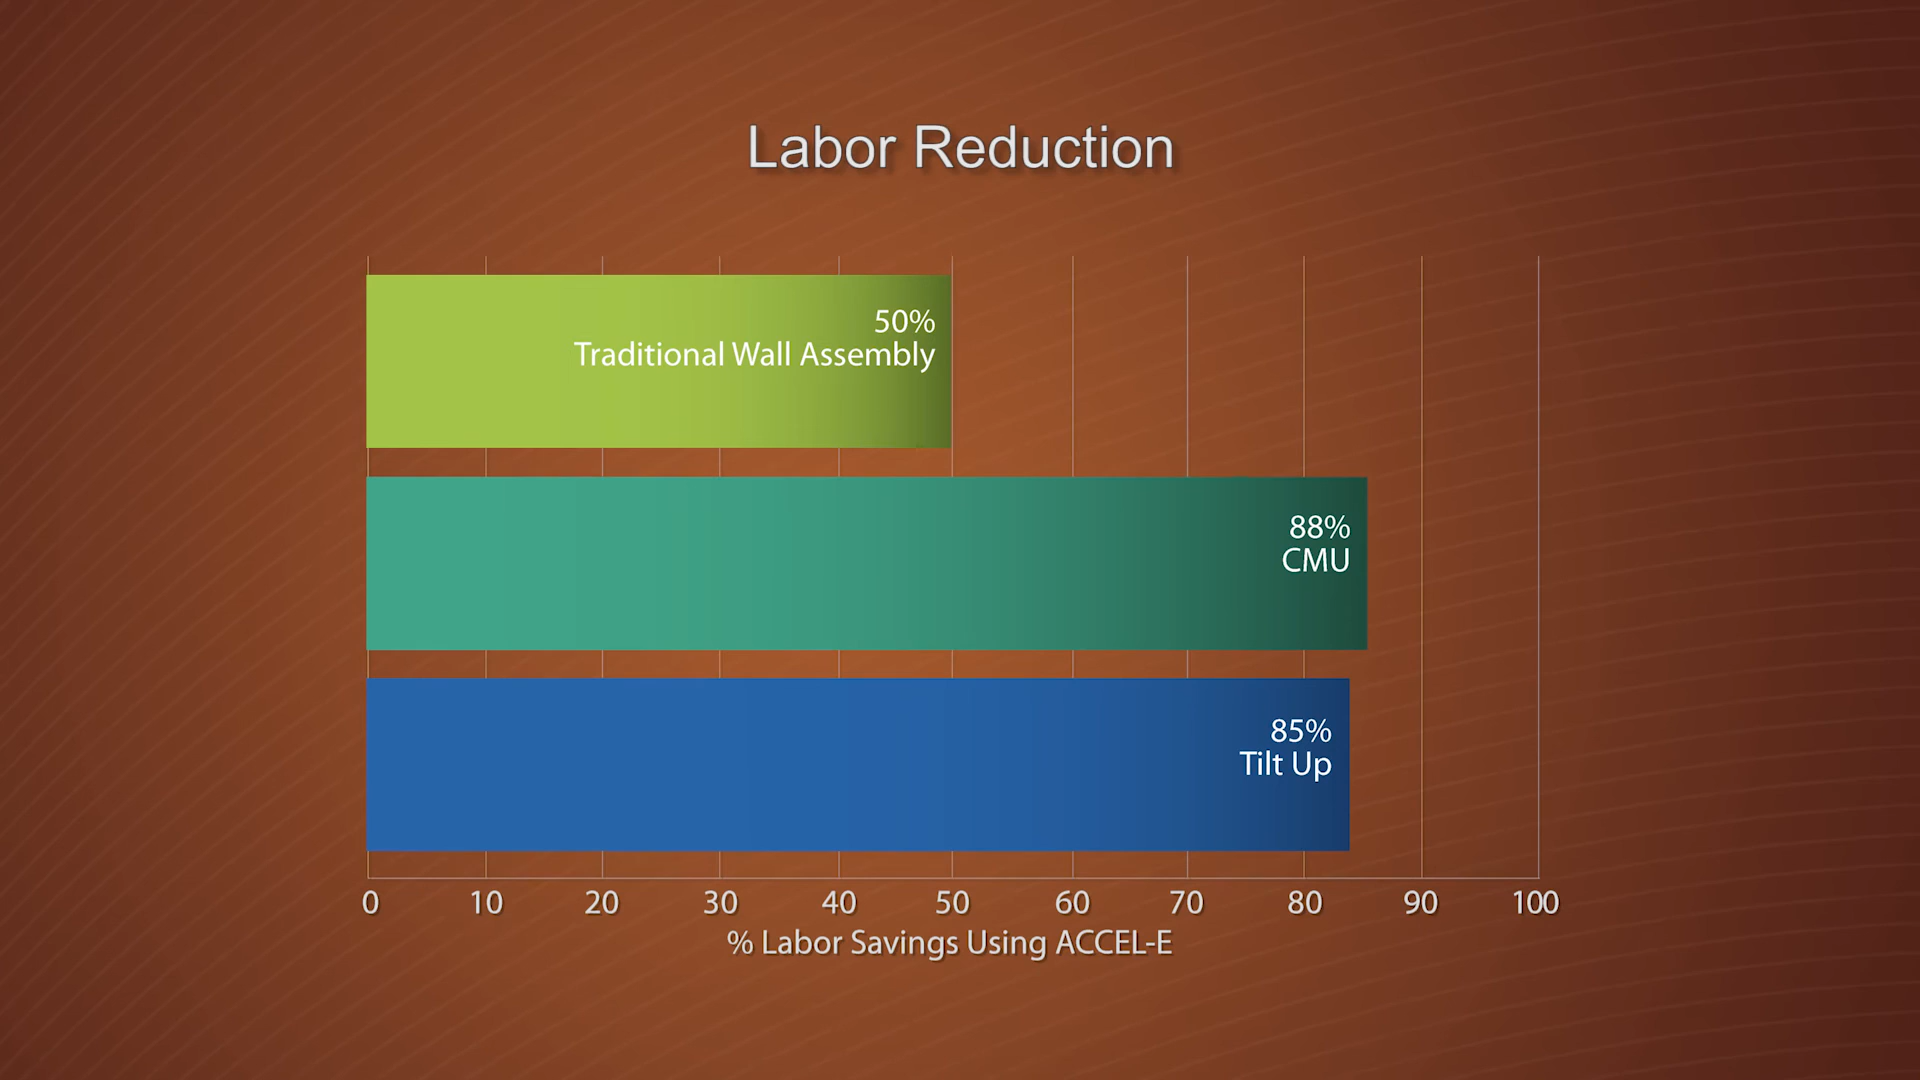 Labor Reduction
50%
Traditional Wall Assembly
88%
CMU
85%
Tilt Up
0 10 20 30 40 50 60 70 80 90 100
% Labor Savings Using ACCEL-E